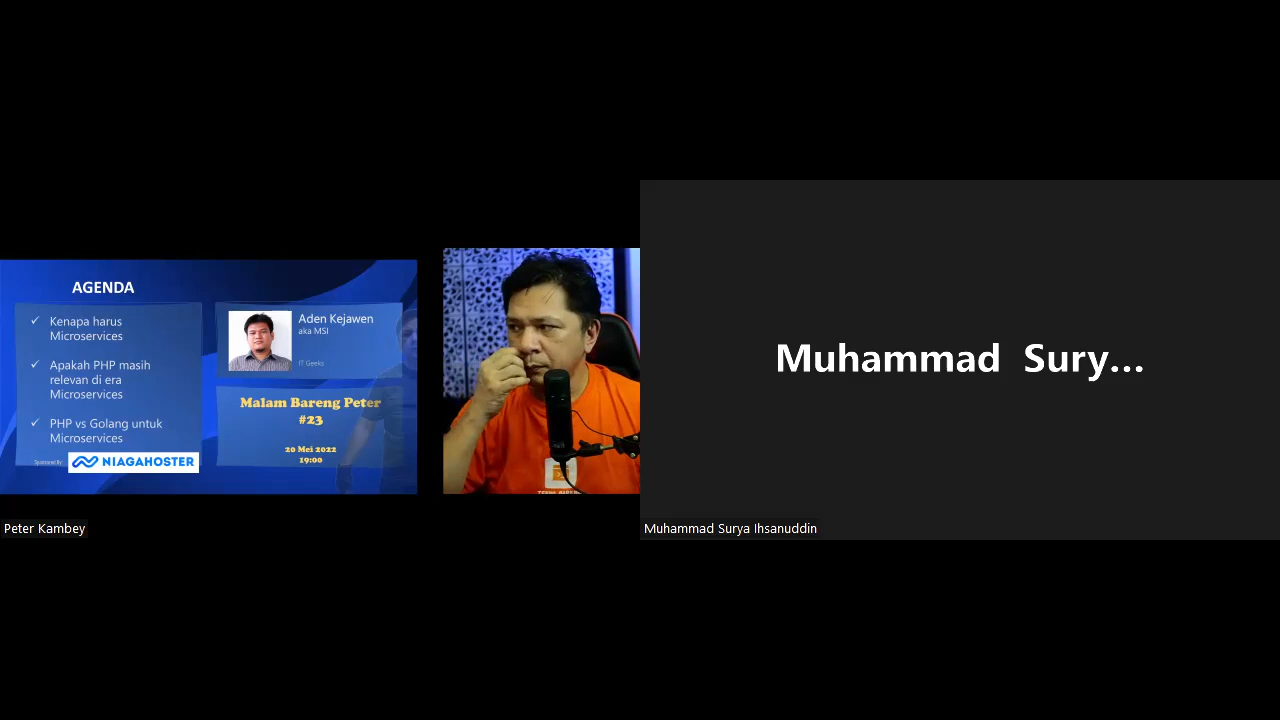 AGENDA
✓ Kenapa harus
Microservices
✓ Apakah PHP masih
relevan di era
Microservices
✓ PHP vs Golang untuk
Microservices
Sponsored By
NIAGAHOSTER
Aden Kejawen
aka MSI
IT Geeks
Malam Bareng Peter
#23
20 Mei 2022
19:00
Peter Kambey
Muhammad Sury...
Muhammad Surya Ihsanuddin